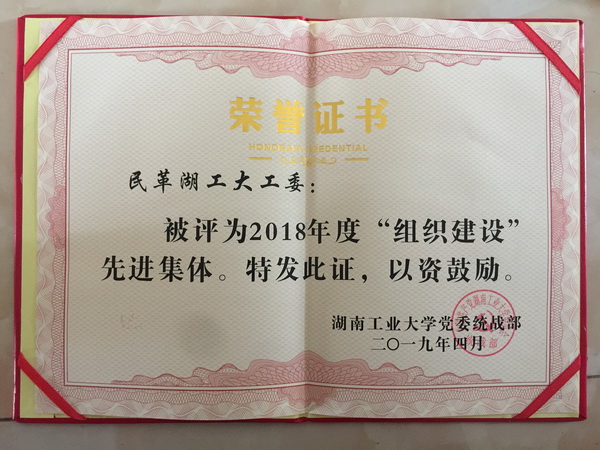 荣誉证书
民革湖工大工委：
被评为2018年度“组织建设”
先进集体。特发此证，以资鼓励。
湖南工业大学党委统战部
二〇一九年四月